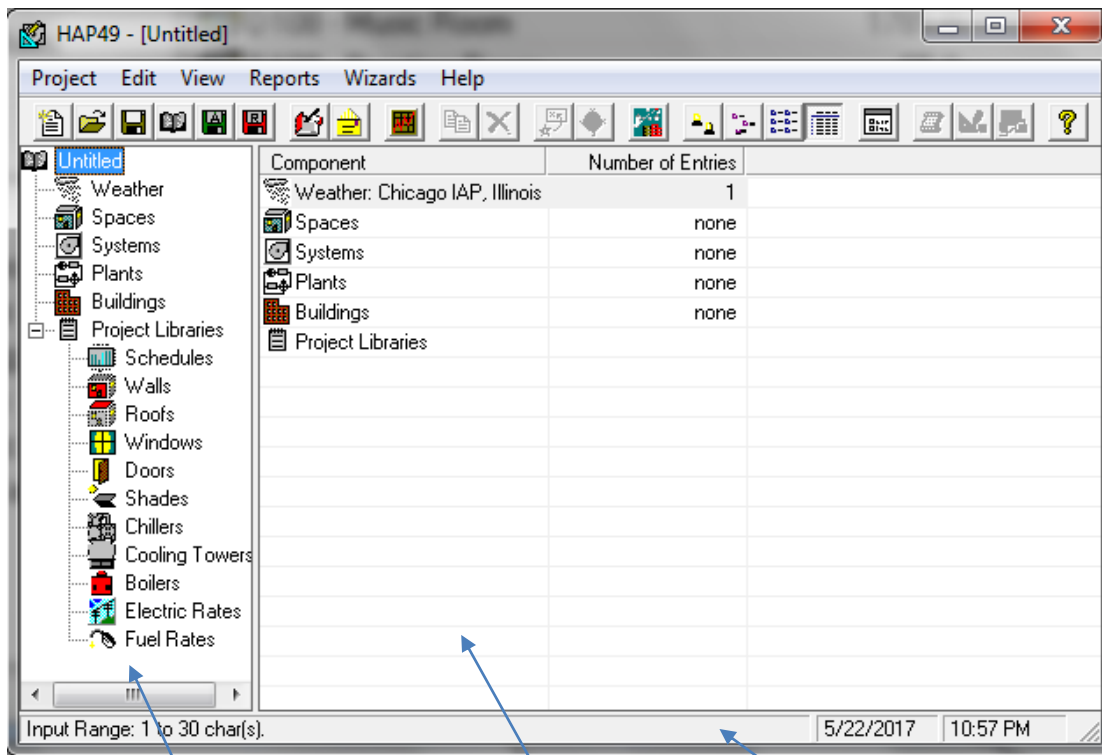 HAP49 - [Untitled]
Project Edit View Reports Wizards Help
Untitled
Weather
Spaces
Systems
Plants
Buildings
Project Libraries
Schedules
Walls
Roofs
Windows
Doors
Shades
Chillers
Cooling Towers
Boilers
Electric Rates
Fuel Rates
Component Number of Entries
Weather: Chicago IAP, Illinois 1
Spaces none
Systems none
Plants none
Buildings none
Project Libraries
Input Range: 1 to 30 char(s). 5/22/2017 10:57 PM